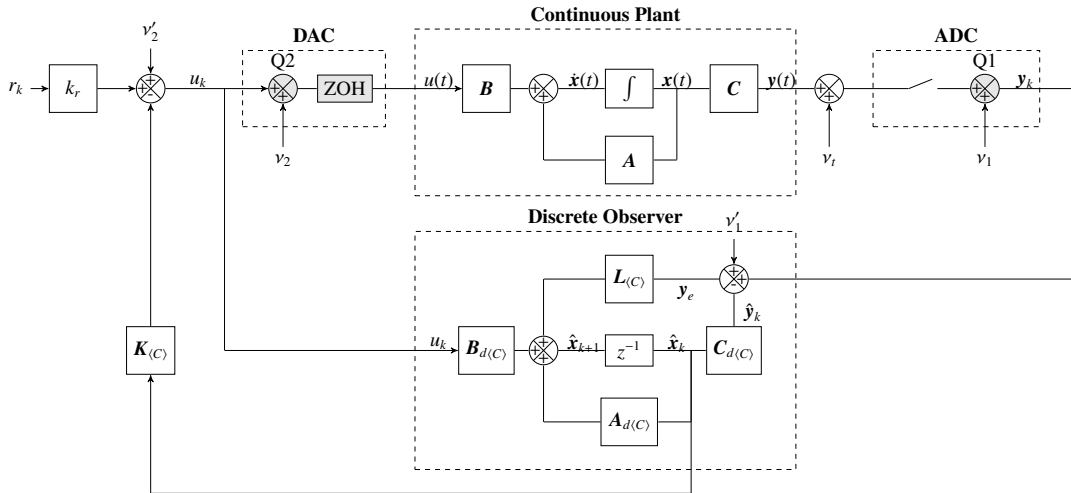 Continuous Plant
DAC
ADC
ν′₂
Q2
Q1
r_k
k_r
u_k
ZOH
u(t)
B
ẋ(t)
∫
x(t)
C
y(t)
y_k
ν₂
A
ν_t
ν₁
Discrete Observer
ν′₁
L⟨C⟩
y_e
ŷ_k
K⟨C⟩
u_k
B_d⟨C⟩
x̂_{k+1}
z⁻¹
x̂_k
C_d⟨C⟩
A_d⟨C⟩